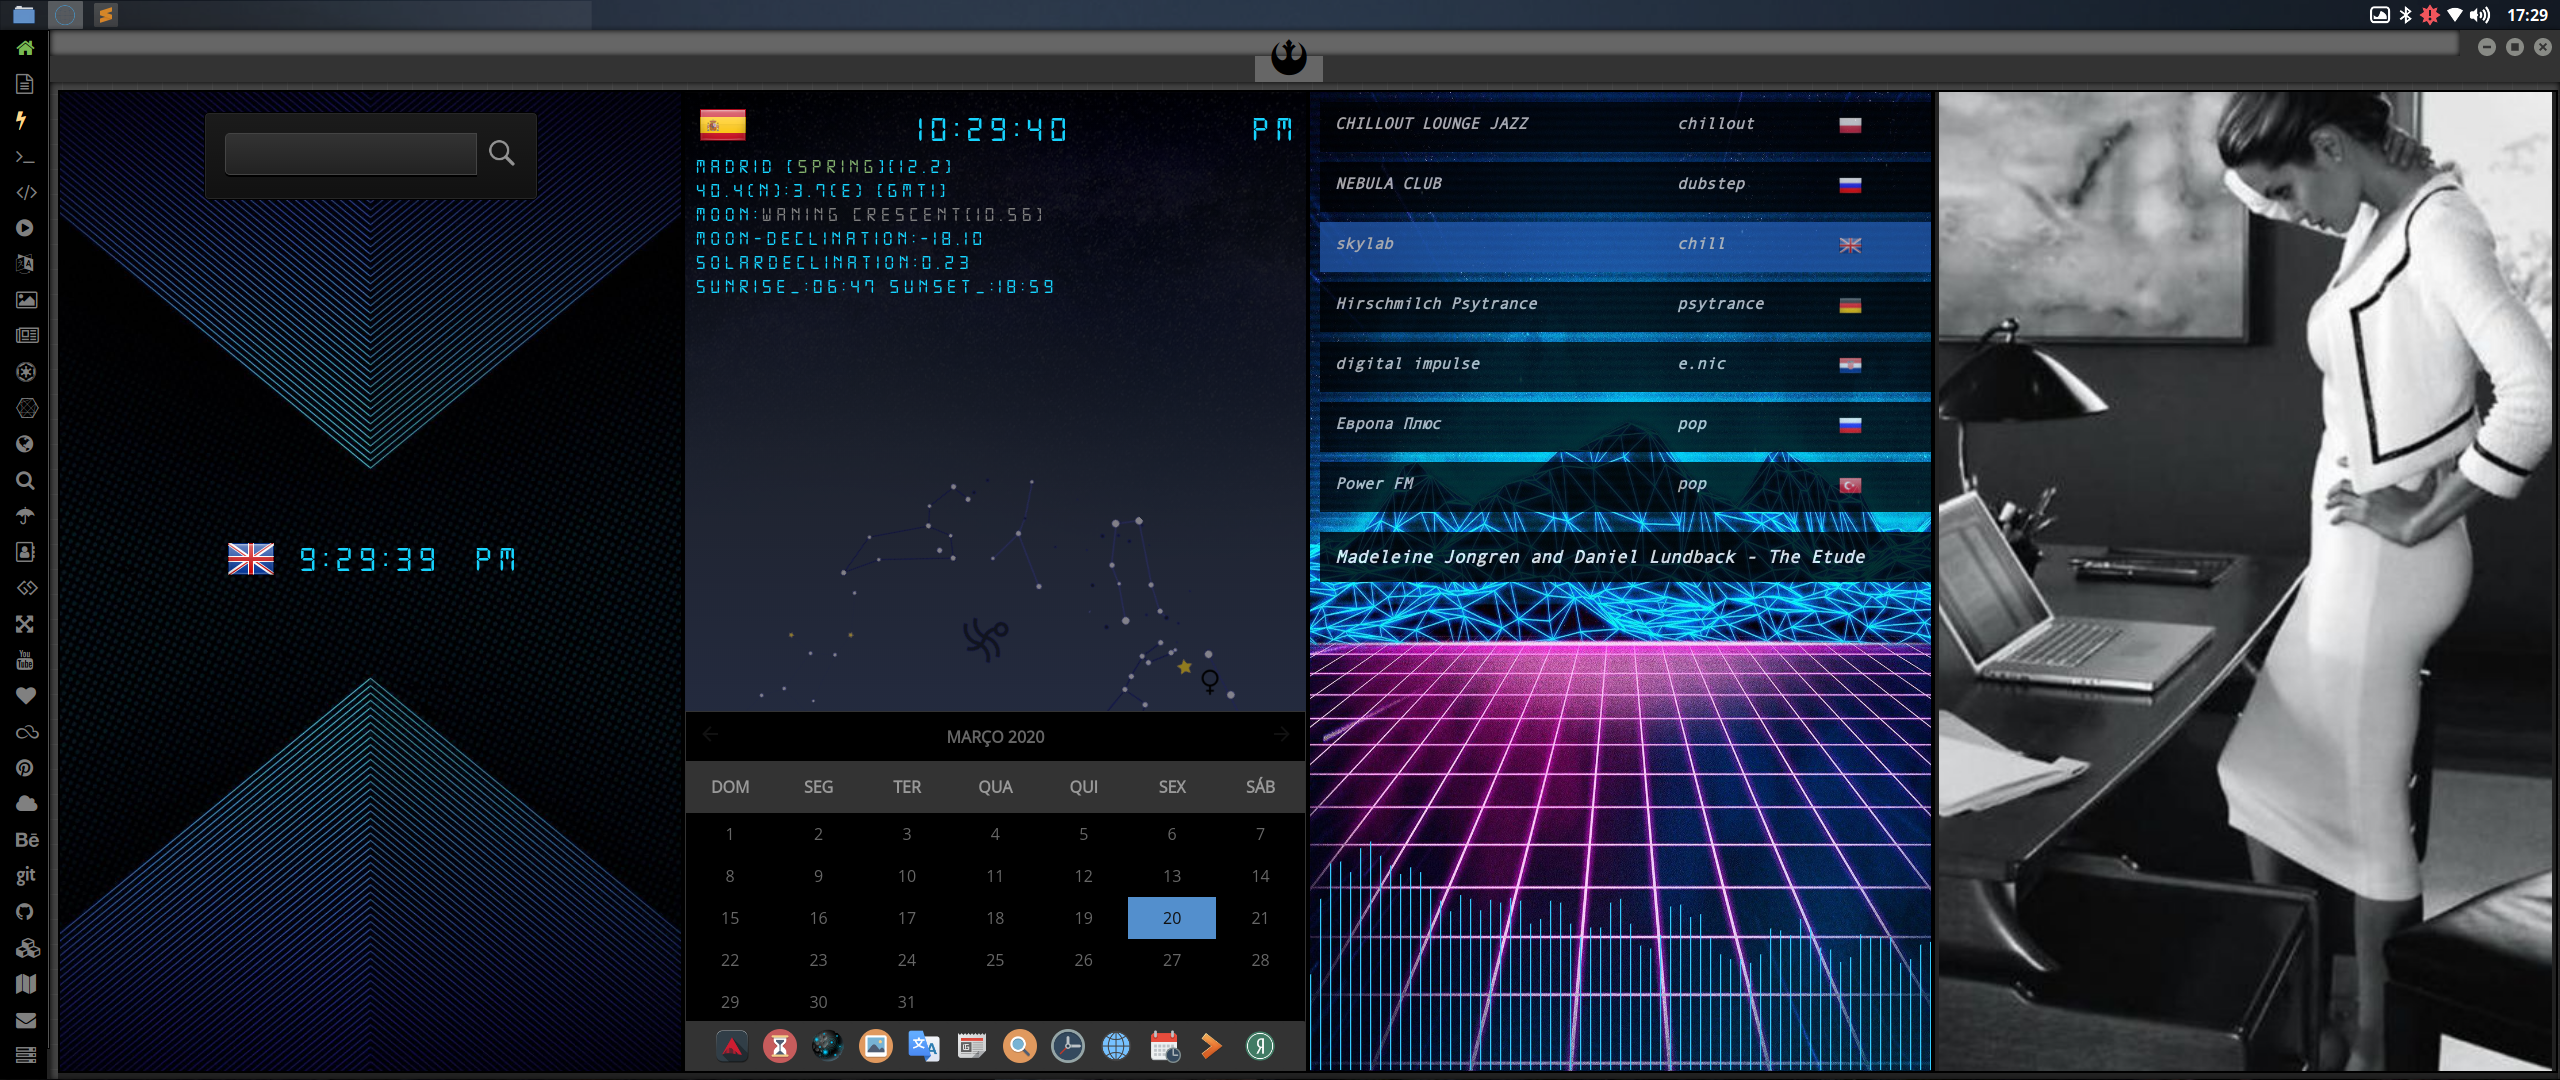 17:29
10:29:40 PM
MADRID [SPRING][12.2]
40.4(N):3.7(E) [GMT1]
MOON:WANING CRESCENT[10.56]
MOON-DECLINATION:-18.10
SOLARDECLINATION:0.23
SUNRISE_:06:47 SUNSET_:18:59
9:29:39 PM
MARÇO 2020
DOM SEG TER QUA QUI SEX SÁB
1 2 3 4 5 6 7
8 9 10 11 12 13 14
15 16 17 18 19 20 21
22 23 24 25 26 27 28
29 30 31
CHILLOUT LOUNGE JAZZ chillout
NEBULA CLUB dubstep
skylab chill
Hirschmilch Psytrance psytrance
digital impulse e.nic
Европа Плюс pop
Power FM pop
Madeleine Jongren and Daniel Lundback - The Etude
You
Tube
Bē
git